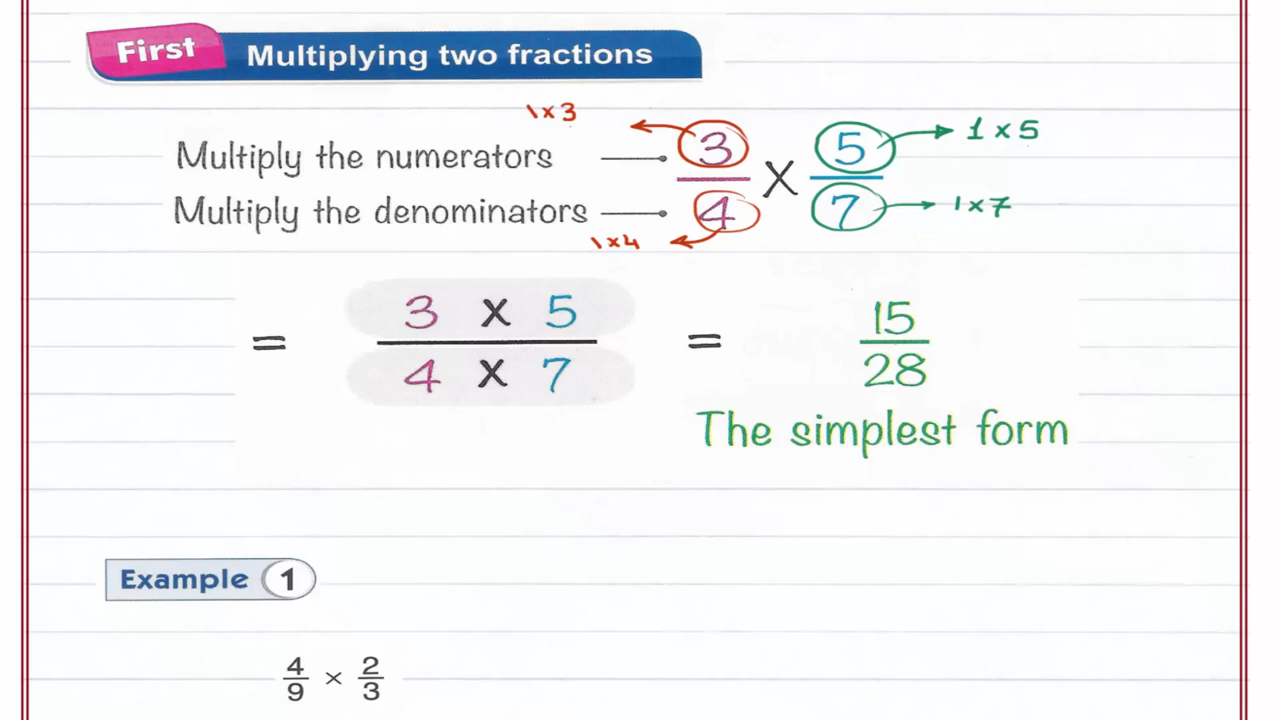 First Multiplying two fractions
1 x 3
Multiply the numerators 3 5 1 x 5
X
Multiply the denominators 4 7 1 x 7
1 x 4
3 X 5 15
= =
4 X 7 28
The simplest form
Example 1
4 2
×
9 3